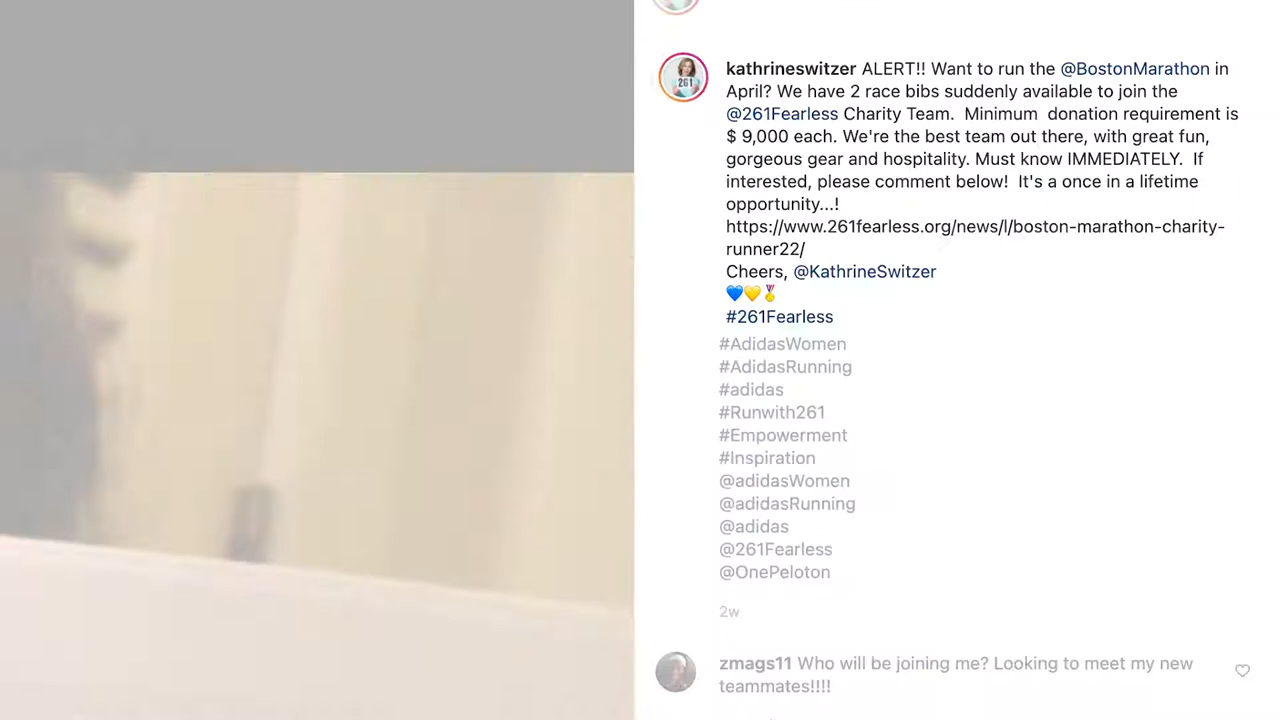 kathrineswitzer ALERT!! Want to run the @BostonMarathon in
April? We have 2 race bibs suddenly available to join the
@261Fearless Charity Team. Minimum donation requirement is
$ 9,000 each. We're the best team out there, with great fun,
gorgeous gear and hospitality. Must know IMMEDIATELY. If
interested, please comment below! It's a once in a lifetime
opportunity...!
https://www.261fearless.org/news/l/boston-marathon-charity-
runner22/
Cheers, @KathrineSwitzer
💙💛🏅
#261Fearless
#AdidasWomen
#AdidasRunning
#adidas
#Runwith261
#Empowerment
#Inspiration
@adidasWomen
@adidasRunning
@adidas
@261Fearless
@OnePeloton
2w
zmags11 Who will be joining me? Looking to meet my new
teammates!!!!
261